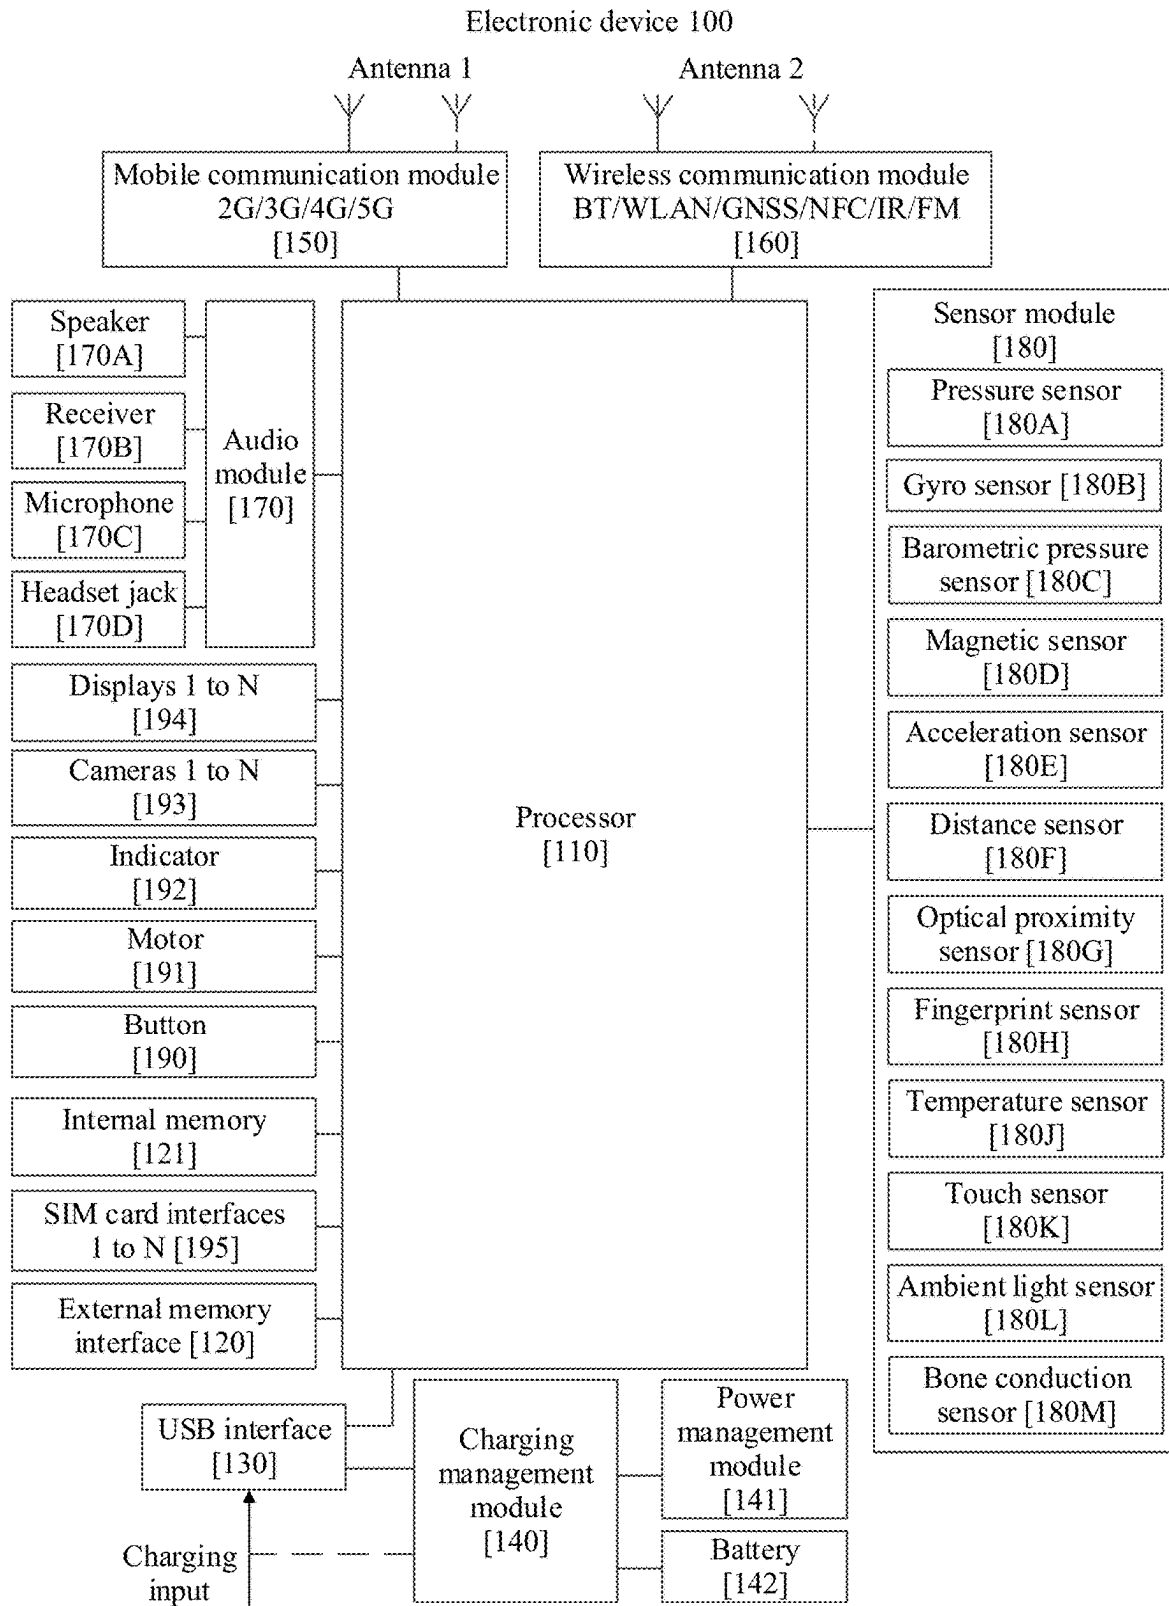 Electronic device 100
Antenna 1
Antenna 2
Mobile communication module
2G/3G/4G/5G
[150]
Wireless communication module
BT/WLAN/GNSS/NFC/IR/FM
[160]
Speaker
[170A]
Receiver
[170B]
Microphone
[170C]
Headset jack
[170D]
Audio
module
[170]
Displays 1 to N
[194]
Cameras 1 to N
[193]
Indicator
[192]
Motor
[191]
Button
[190]
Internal memory
[121]
SIM card interfaces
1 to N [195]
External memory
interface [120]
Processor
[110]
Sensor module
[180]
Pressure sensor
[180A]
Gyro sensor [180B]
Barometric pressure
sensor [180C]
Magnetic sensor
[180D]
Acceleration sensor
[180E]
Distance sensor
[180F]
Optical proximity
sensor [180G]
Fingerprint sensor
[180H]
Temperature sensor
[180J]
Touch sensor
[180K]
Ambient light sensor
[180L]
Bone conduction
sensor [180M]
USB interface
[130]
Charging
management
module
[140]
Power
management
module
[141]
Battery
[142]
Charging
input